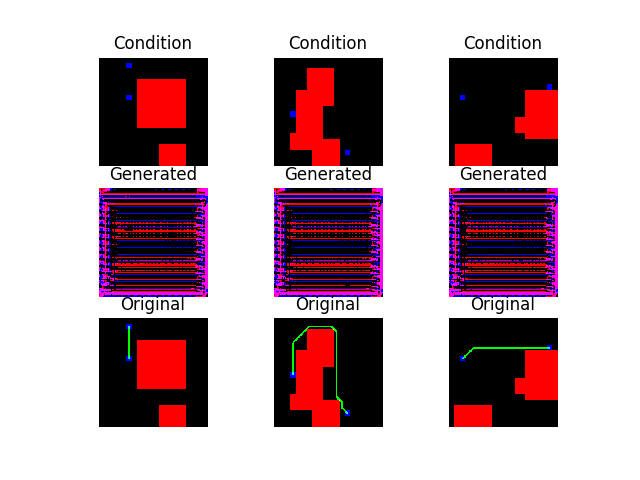 Condition Condition Condition
Generated Generated Generated
Original Original Original